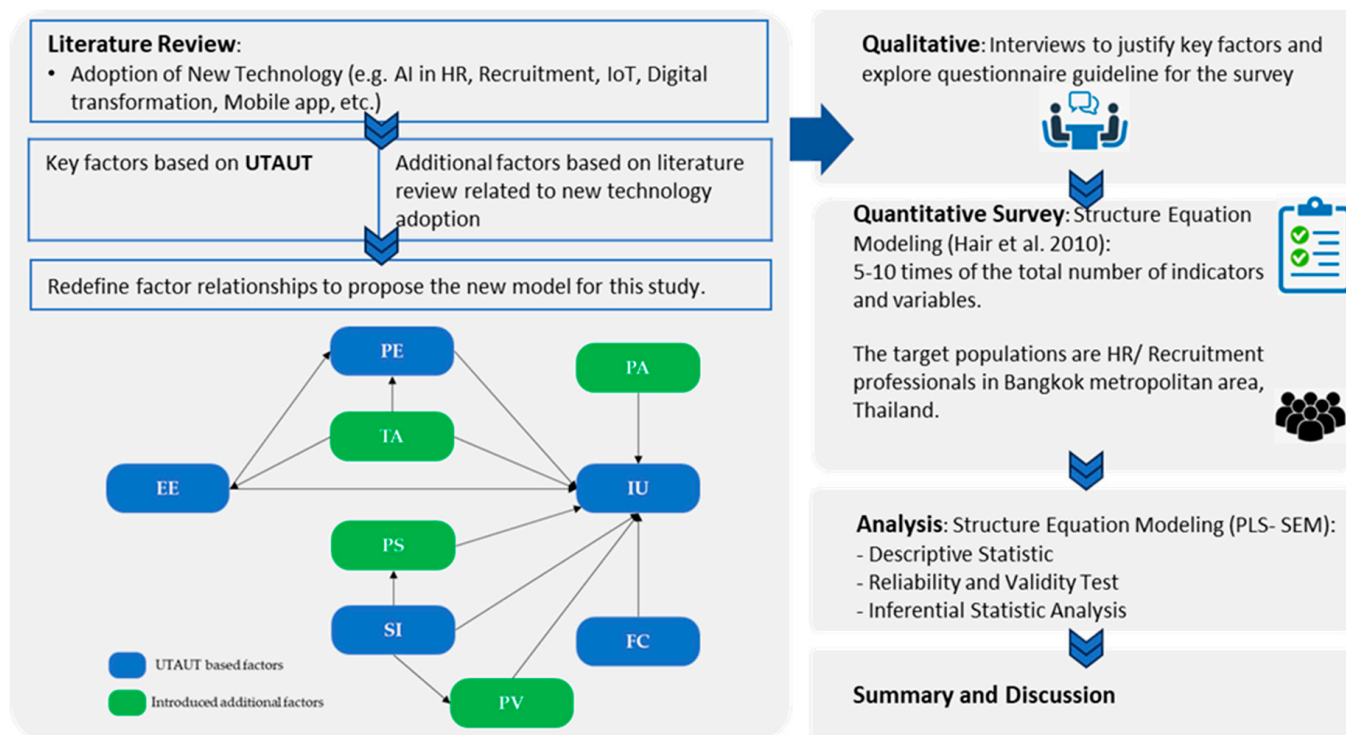 Literature Review:
• Adoption of New Technology (e.g. AI in HR, Recruitment, IoT, Digital
transformation, Mobile app, etc.)
Key factors based on UTAUT
Additional factors based on literature
review related to new technology
adoption
Redefine factor relationships to propose the new model for this study.
PE
PA
TA
EE
IU
PS
SI
FC
PV
UTAUT based factors
Introduced additional factors
Qualitative: Interviews to justify key factors and
explore questionnaire guideline for the survey
Quantitative Survey: Structure Equation
Modeling (Hair et al. 2010):
5-10 times of the total number of indicators
and variables.
The target populations are HR/ Recruitment
professionals in Bangkok metropolitan area,
Thailand.
Analysis: Structure Equation Modeling (PLS- SEM):
- Descriptive Statistic
- Reliability and Validity Test
- Inferential Statistic Analysis
Summary and Discussion